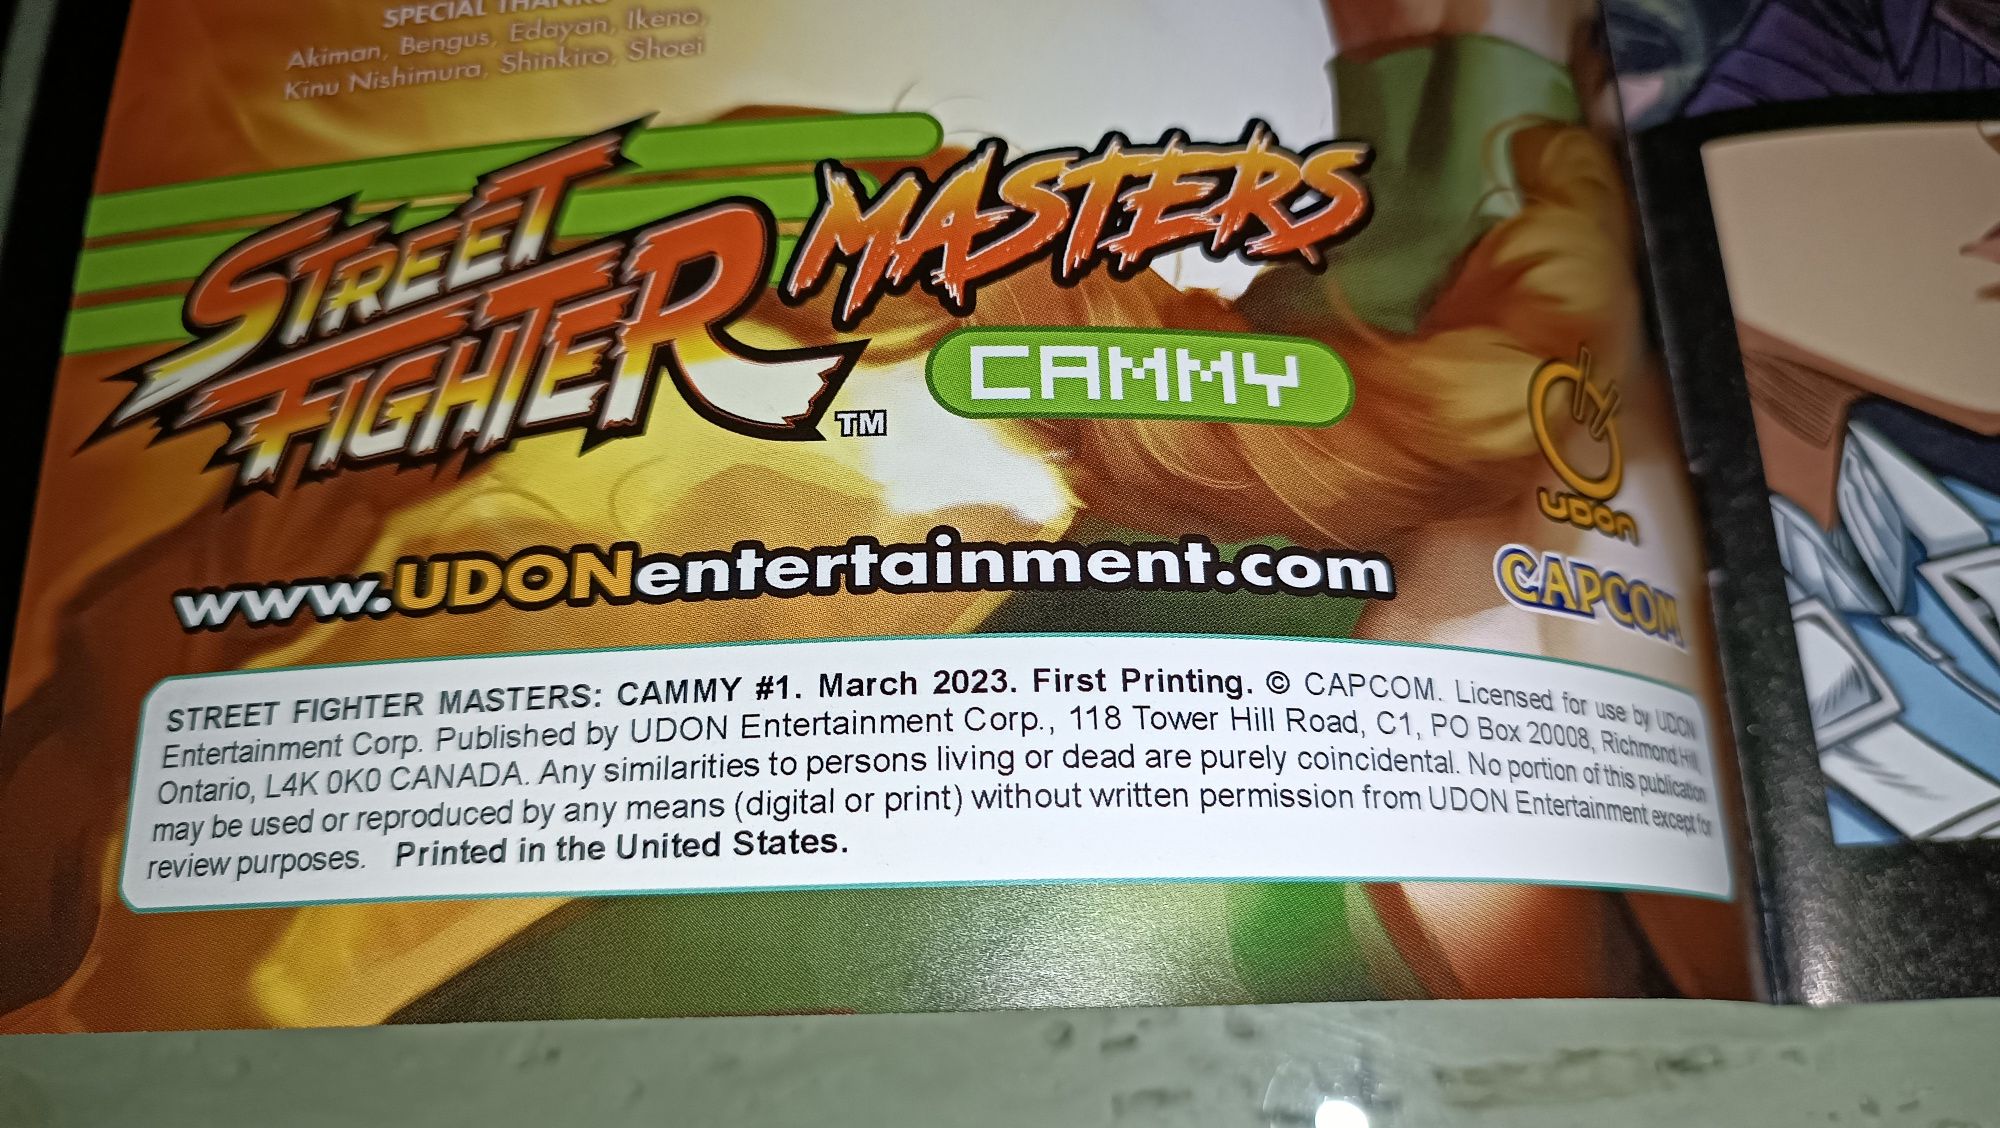 SPECIAL THANKS
Akiman, Bengus, Edayan, Ikeno,
Kinu Nishimura, Shinkiro, Shoei
STREET
FIGHTER
TM
MASTERS
CAMMY
UDON
www.UDONentertainment.com
CAPCOM
STREET FIGHTER MASTERS: CAMMY #1. March 2023. First Printing. © CAPCOM. Licensed for use by UDON
Entertainment Corp. Published by UDON Entertainment Corp., 118 Tower Hill Road, C1, PO Box 20008, Richmond Hill,
Ontario, L4K 0K0 CANADA. Any similarities to persons living or dead are purely coincidental. No portion of this publication
may be used or reproduced by any means (digital or print) without written permission from UDON Entertainment except for
review purposes. Printed in the United States.